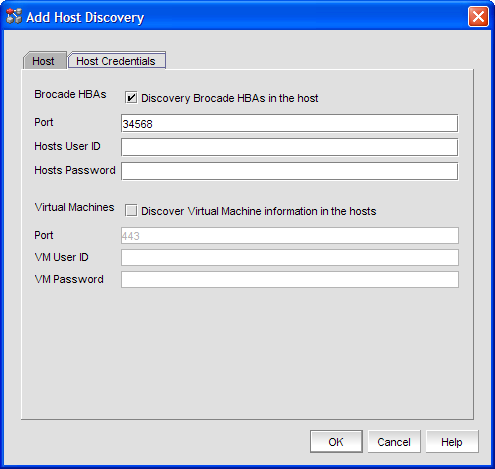 Add Host Discovery
Host Host Credentials
Brocade HBAs Discovery Brocade HBAs in the host
Port 34568
Hosts User ID
Hosts Password
Virtual Machines Discover Virtual Machine information in the hosts
Port 443
VM User ID
VM Password
OK Cancel Help